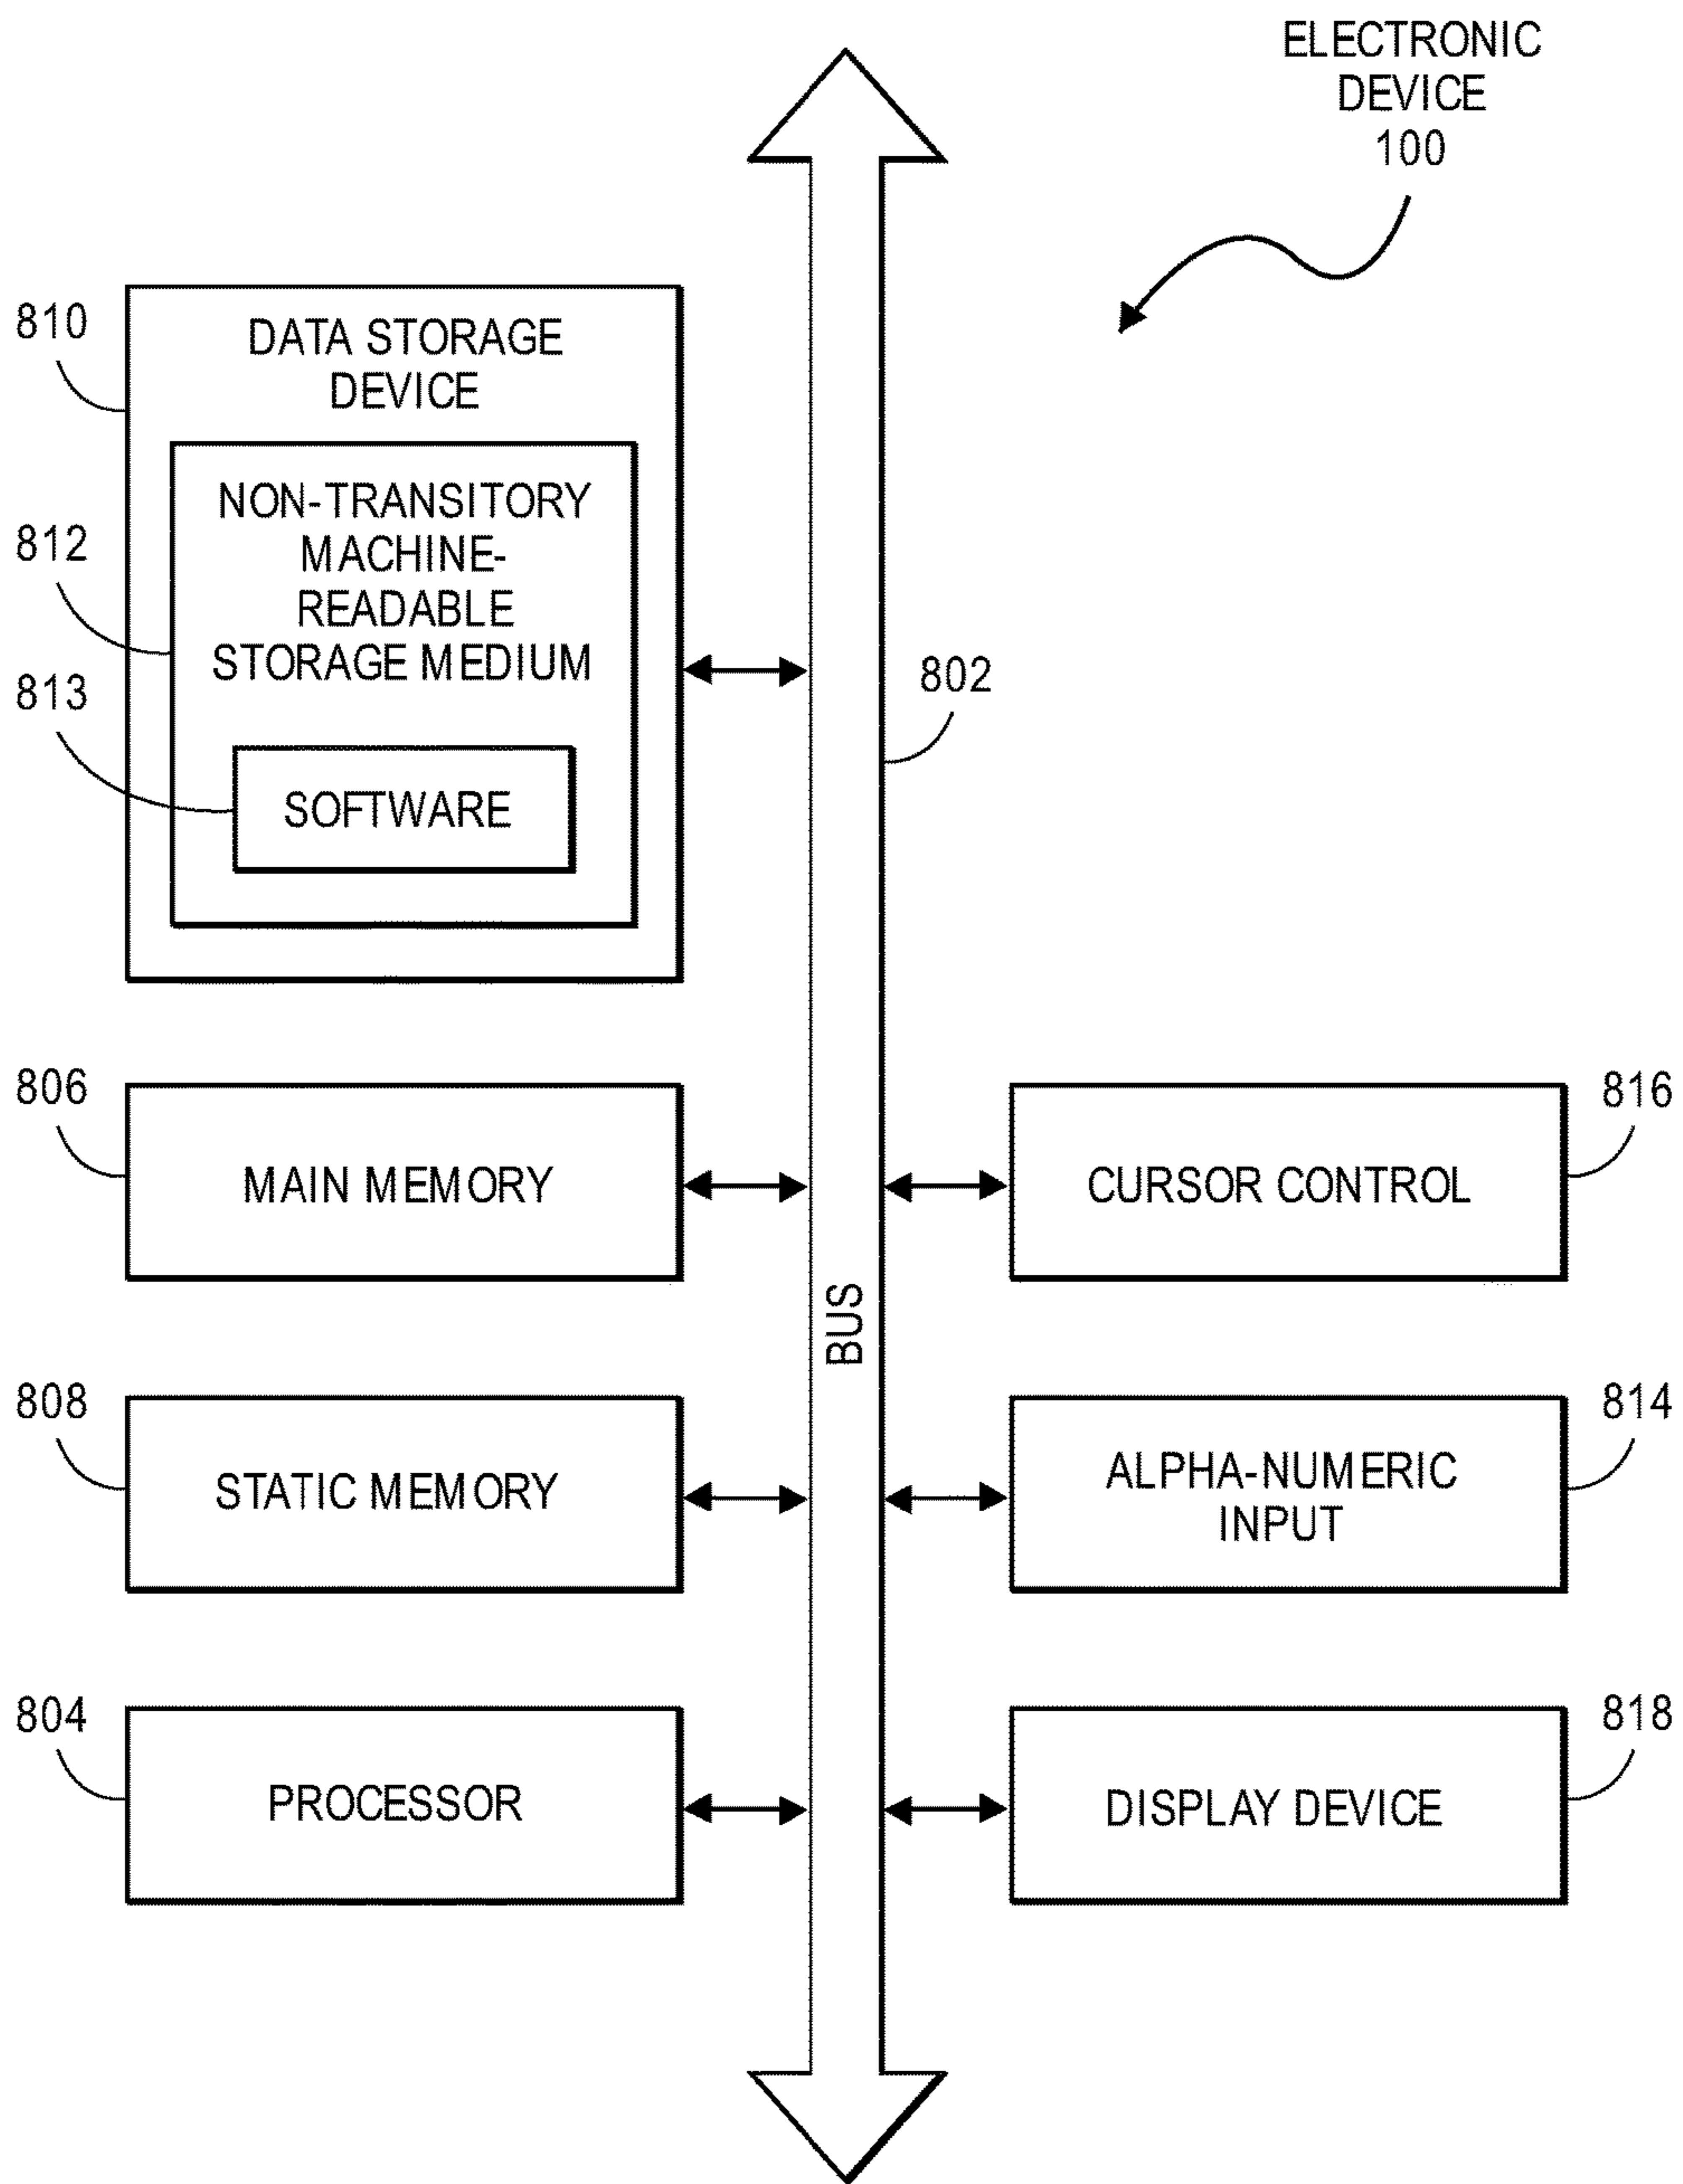 ELECTRONIC
DEVICE
100
810
DATA STORAGE
DEVICE
812
NON-TRANSITORY
MACHINE-
READABLE
STORAGE MEDIUM
813
SOFTWARE
802
806
MAIN MEMORY
816
CURSOR CONTROL
BUS
808
STATIC MEMORY
814
ALPHA-NUMERIC
INPUT
804
PROCESSOR
818
DISPLAY DEVICE